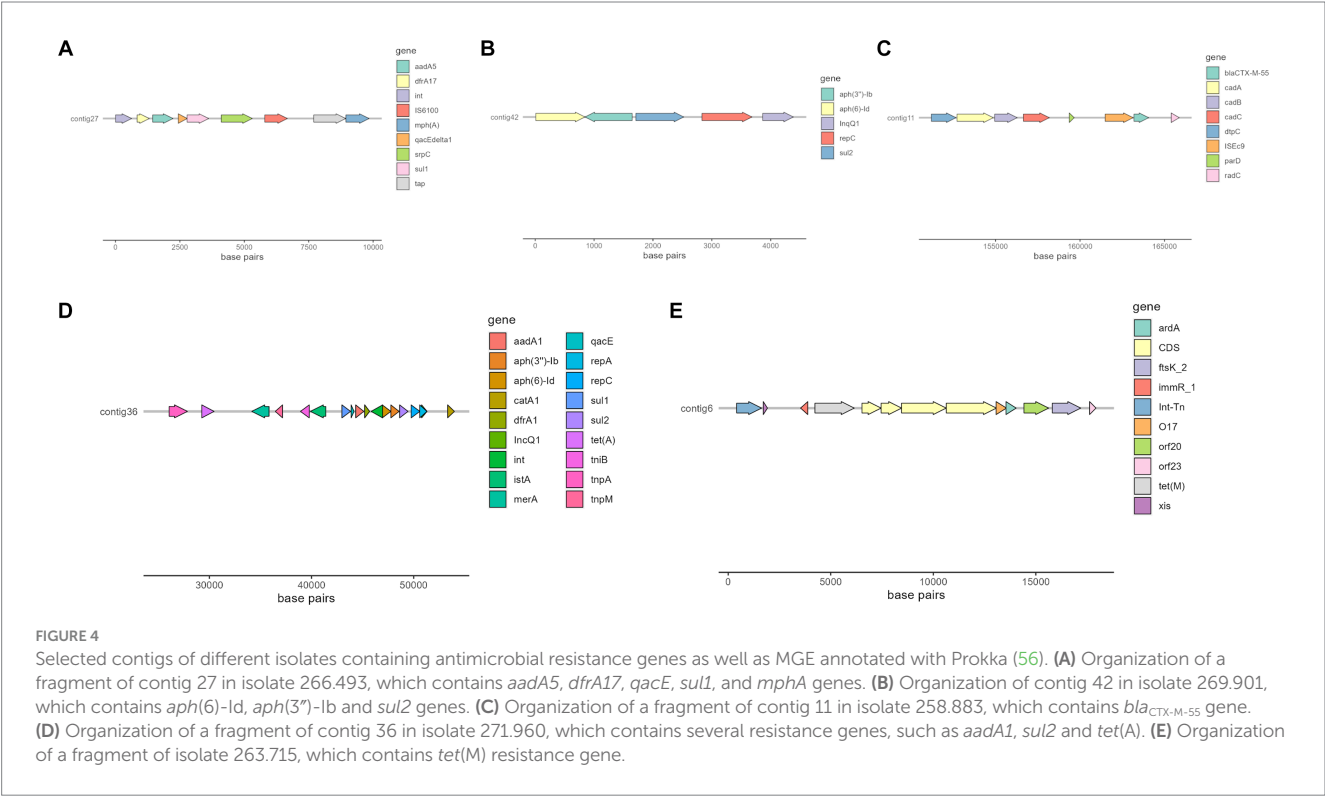 A
gene
aadA5
dfrA17
int
IS6100
mph(A)
qacEdelta1
srpC
sul1
tap
contig27
0 2500 5000 7500 10000
base pairs
B
gene
aph(3")-Ib
aph(6)-Id
InqQ1
repC
sul2
contig42
0 1000 2000 3000 4000
base pairs
C
gene
blaCTX-M-55
cadA
cadB
cadC
dtpC
ISEc9
parD
radC
contig11
155000 160000 165000
base pairs
D
gene
aadA1
aph(3")-Ib
aph(6)-Id
catA1
dfrA1
IncQ1
int
istA
merA
qacE
repA
repC
sul1
sul2
tet(A)
tniB
tnpA
tnpM
contig36
30000 40000 50000
base pairs
E
gene
ardA
CDS
ftsK_2
immR_1
Int-Tn
O17
orf20
orf23
tet(M)
xis
contig6
0 5000 10000 15000
base pairs
FIGURE 4
Selected contigs of different isolates containing antimicrobial resistance genes as well as MGE annotated with Prokka (56). (A) Organization of a
fragment of contig 27 in isolate 266.493, which contains aadA5, dfrA17, qacE, sul1, and mphA genes. (B) Organization of contig 42 in isolate 269.901,
which contains aph(6)-Id, aph(3″)-Ib and sul2 genes. (C) Organization of a fragment of contig 11 in isolate 258.883, which contains blaCTX-M-55 gene.
(D) Organization of a fragment of contig 36 in isolate 271.960, which contains several resistance genes, such as aadA1, sul2 and tet(A). (E) Organization
of a fragment of isolate 263.715, which contains tet(M) resistance gene.